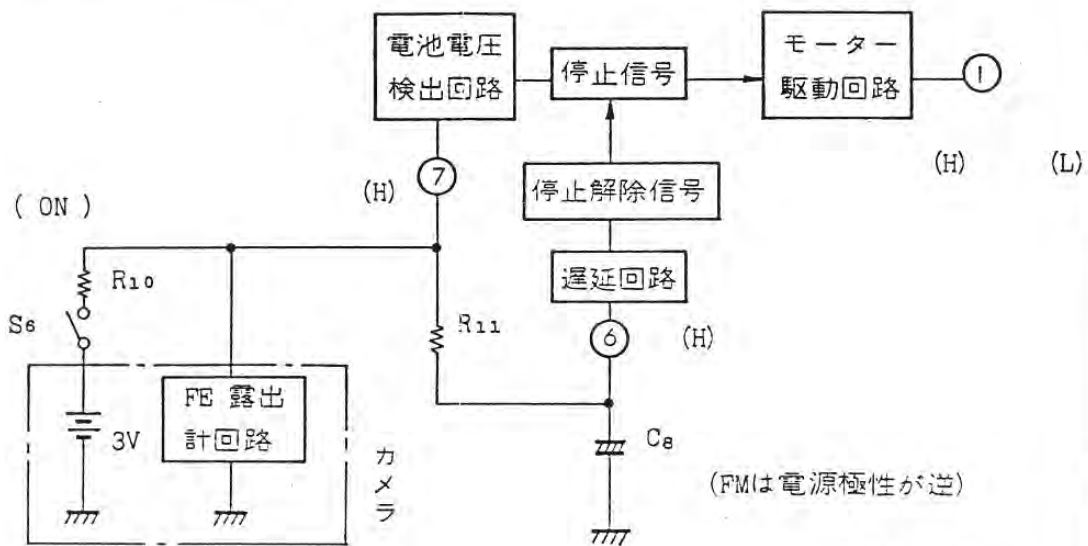 電池電圧
検出回路
停止信号
モーター
駆動回路
1
(H)
(L)
7
(H)
停止解除信号
( ON )
R10
S6
遅延回路
R11
6
(H)
3V
FE 露出
計回路
カメラ
C8
(FMは電源極性が逆)